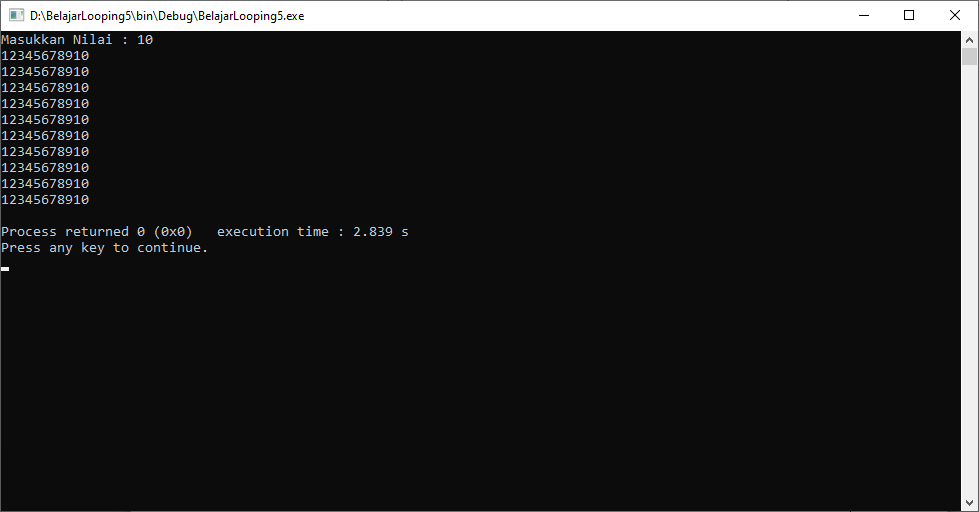 D:\BelajarLooping5\bin\Debug\BelajarLooping5.exe
Masukkan Nilai : 10
12345678910
12345678910
12345678910
12345678910
12345678910
12345678910
12345678910
12345678910
12345678910
12345678910
Process returned 0 (0x0)   execution time : 2.839 s
Press any key to continue.